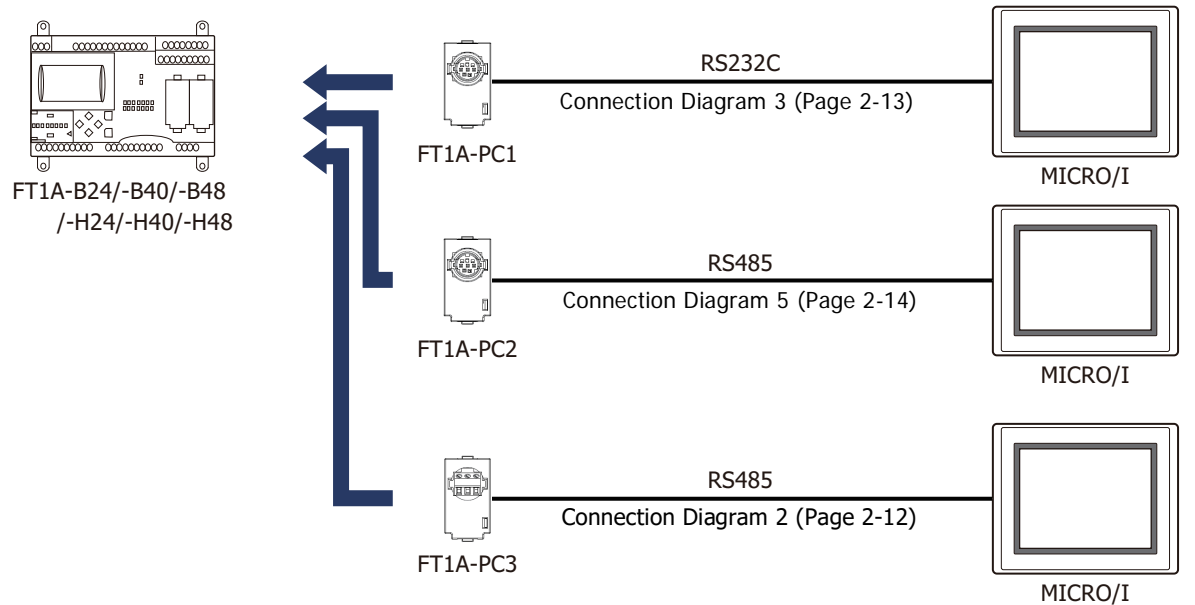 RS232C
Connection Diagram 3 (Page 2-13)
FT1A-PC1
MICRO/I
FT1A-B24/-B40/-B48
/-H24/-H40/-H48
RS485
Connection Diagram 5 (Page 2-14)
FT1A-PC2
MICRO/I
RS485
Connection Diagram 2 (Page 2-12)
FT1A-PC3
MICRO/I